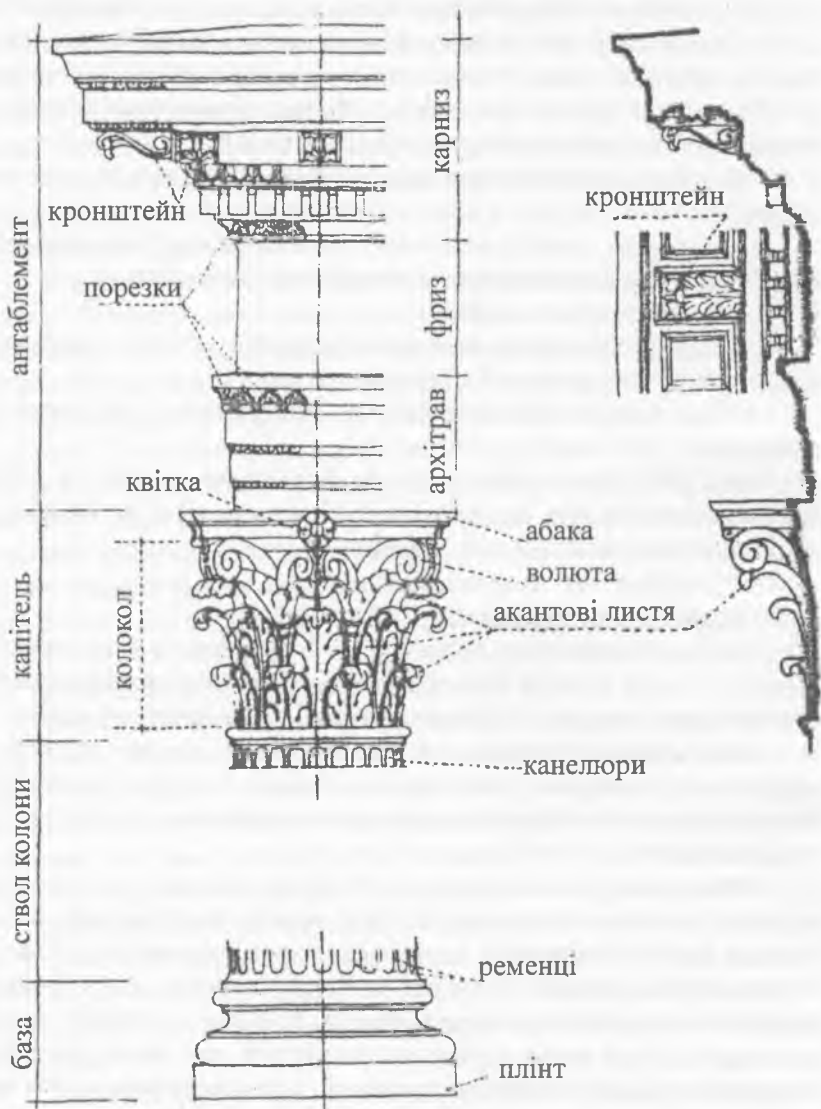 карниз
кронштейн
кронштейн
антаблемент
порезки
фриз
архітрав
квітка
абака
волюта
акантові листя
капітель
колокол
канелюри
ствол колони
ременці
база
плінт